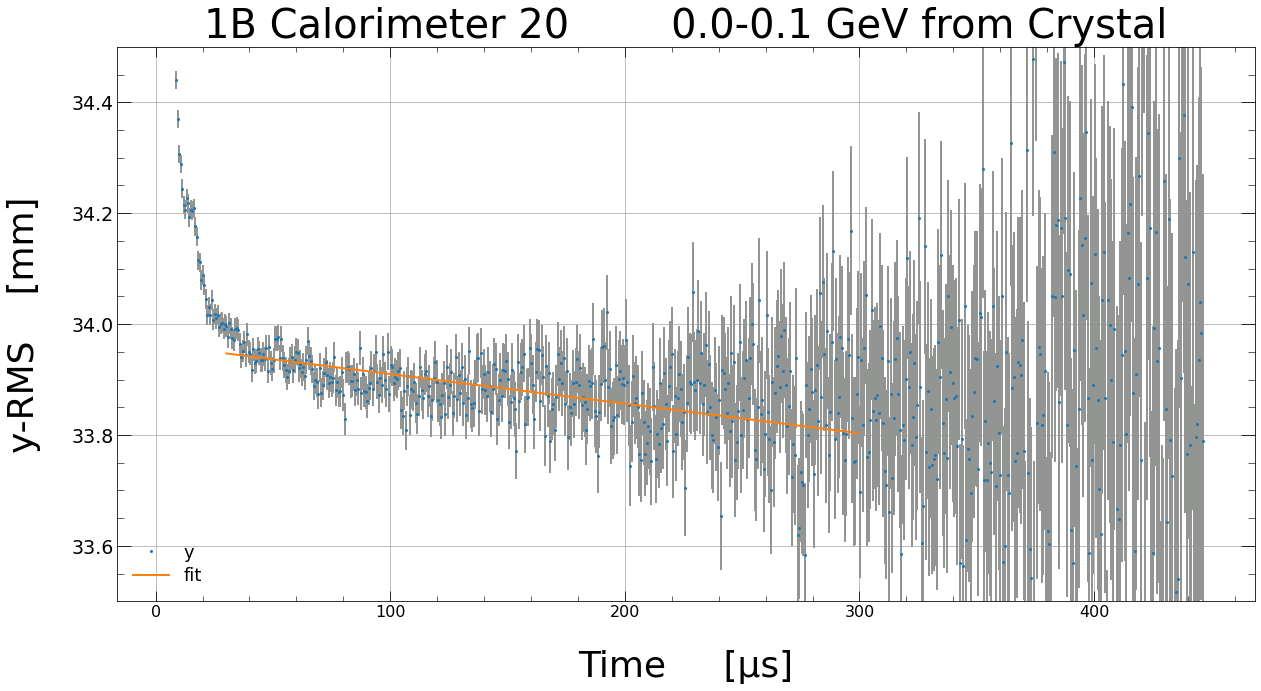 1B Calorimeter 20 0.0-0.1 GeV from Crystal
y-RMS [mm]
34.4
34.2
34.0
33.8
33.6
y
fit
0 100 200 300 400
Time [µs]